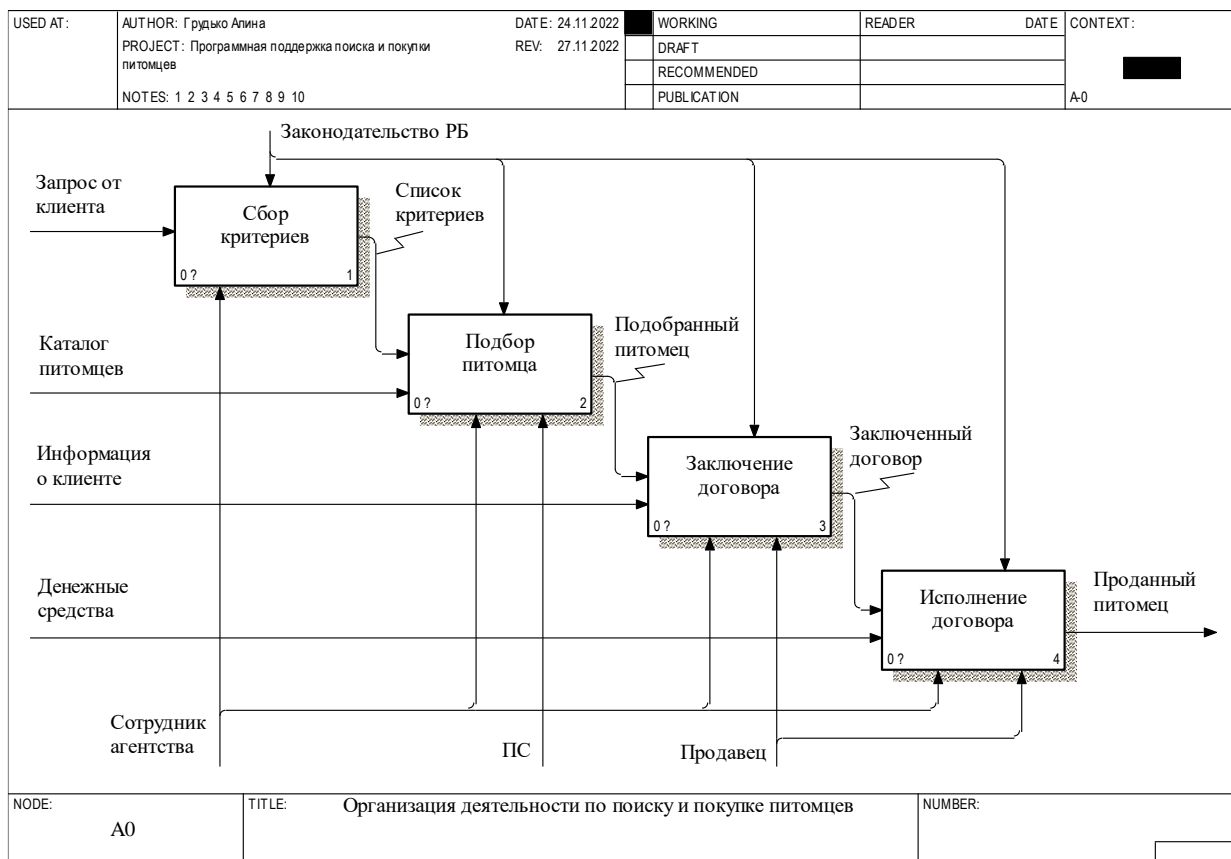 USED AT:
AUTHOR: Грудько Алина
DATE: 24.11.2022
PROJECT: Программная поддержка поиска и покупки
питомцев
REV: 27.11.2022
NOTES: 1 2 3 4 5 6 7 8 9 10
WORKING
DRAFT
RECOMMENDED
PUBLICATION
READER
DATE
CONTEXT:
A-0
Законодательство РБ
Запрос от
клиента
Сбор
критериев
0 ?
1
Список
критериев
Каталог
питомцев
Подбор
питомца
0 ?
2
Подобранный
питомец
Информация
о клиенте
Заключение
договора
0 ?
3
Заключенный
договор
Денежные
средства
Исполнение
договора
0 ?
4
Проданный
питомец
Сотрудник
агентства
ПС
Продавец
NODE:
A0
TITLE:
Организация деятельности по поиску и покупке питомцев
NUMBER: